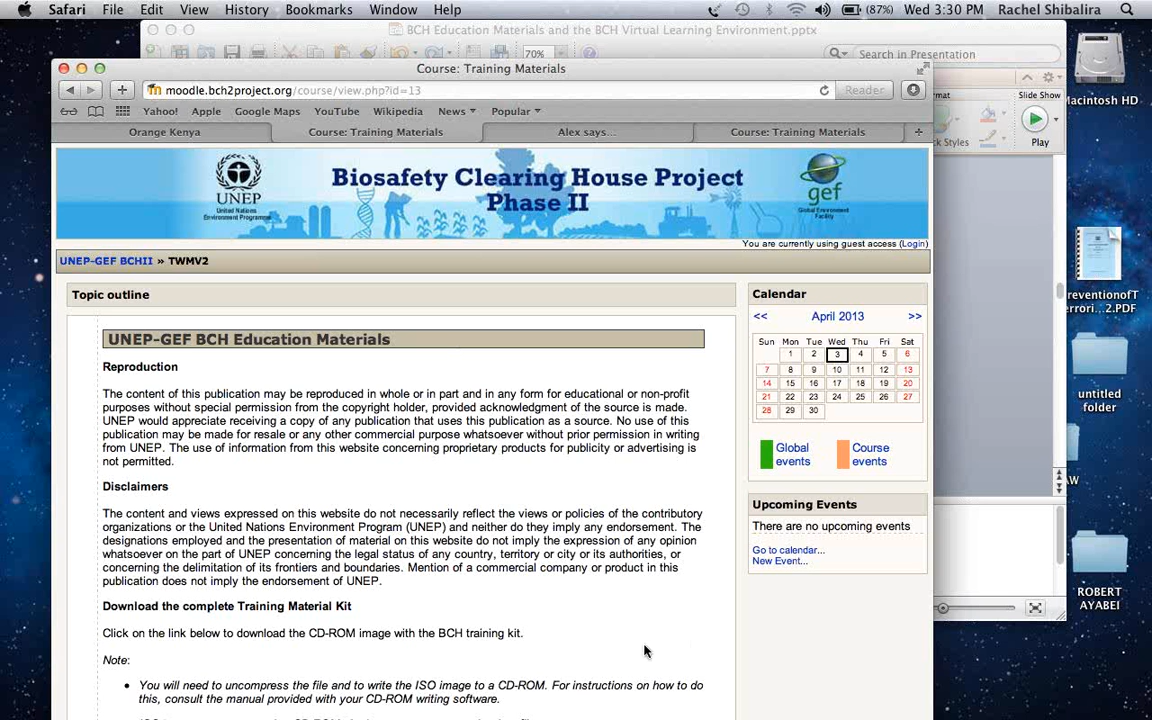 Safari File Edit View History Bookmarks Window Help (87%) Wed 3:30 PM Rachel Shibalira
BCH Education Materials and the BCH Virtual Learning Environment.pptx
70% Search in Presentation
Course: Training Materials
moodle.bch2project.org/course/view.php?id=13 Reader
Yahoo! Apple Google Maps YouTube Wikipedia News Popular
Orange Kenya Course: Training Materials Alex says... Course: Training Materials
Slide Show
Play
Macintosh HD
UNEP
United Nations
Environment Programme
Biosafety Clearing House Project
Phase II
gef
Global Environment
Facility
You are currently using guest access (Login)
UNEP-GEF BCHII » TWMV2
Topic outline
UNEP-GEF BCH Education Materials
Reproduction
The content of this publication may be reproduced in whole or in part and in any form for educational or non-profit
purposes without special permission from the copyright holder, provided acknowledgment of the source is made.
UNEP would appreciate receiving a copy of any publication that uses this publication as a source. No use of this
publication may be made for resale or any other commercial purpose whatsoever without prior permission in writing
from UNEP. The use of information from this website concerning proprietary products for publicity or advertising is
not permitted.
Disclaimers
The content and views expressed on this website do not necessarily reflect the views or policies of the contributory
organizations or the United Nations Environment Program (UNEP) and neither do they imply any endorsement. The
designations employed and the presentation of material on this website do not imply the expression of any opinion
whatsoever on the part of UNEP concerning the legal status of any country, territory or city or its authorities, or
concerning the delimitation of its frontiers and boundaries. Mention of a commercial company or product in this
publication does not imply the endorsement of UNEP.
Download the complete Training Material Kit
Click on the link below to download the CD-ROM image with the BCH training kit.
Note:
• You will need to uncompress the file and to write the ISO image to a CD-ROM. For instructions on how to do
this, consult the manual provided with your CD-ROM writing software.
Calendar
<< April 2013 >>
Sun Mon Tue Wed Thu Fri Sat
1 2 3 4 5 6
7 8 9 10 11 12 13
14 15 16 17 18 19 20
21 22 23 24 25 26 27
28 29 30
Global events
Course events
Upcoming Events
There are no upcoming events
Go to calendar...
New Event...
reventionofT
errori...2.PDF
untitled
folder
AW
ROBERT
AYABEI